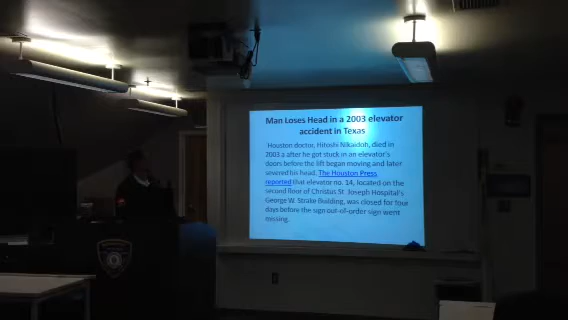 Man Loses Head in a 2003 elevator
accident in Texas
Houston doctor, Hitoshi Nikaidoh, died in
2003 a after he got stuck in an elevator's
doors before the lift began moving and later
severed his head. The Houston Press
reported that elevator no. 14, located on the
second floor of Christus St. Joseph Hospital's
George W. Strake Building, was closed for four
days before the sign out-of-order sign went
missing.